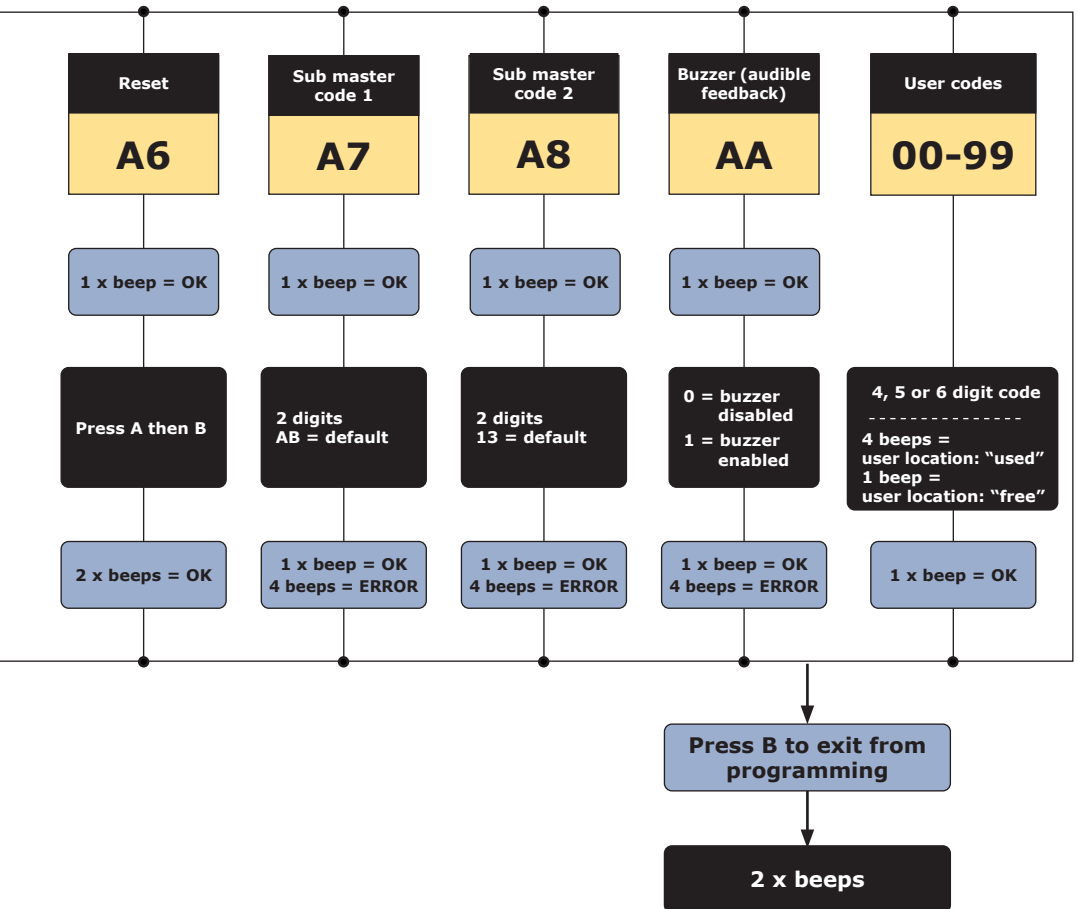 Reset
A6
1 x beep = OK
Press A then B
2 x beeps = OK
Sub master
code 1
A7
1 x beep = OK
2 digits
AB = default
1 x beep = OK
4 beeps = ERROR
Sub master
code 2
A8
1 x beep = OK
2 digits
13 = default
1 x beep = OK
4 beeps = ERROR
Buzzer (audible
feedback)
AA
1 x beep = OK
0 = buzzer
disabled
1 = buzzer
enabled
1 x beep = OK
4 beeps = ERROR
User codes
00-99
4, 5 or 6 digit code
- - - - - - - - - - - - - - -
4 beeps =
user location: “used”
1 beep =
user location: “free”
1 x beep = OK
Press B to exit from
programming
2 x beeps